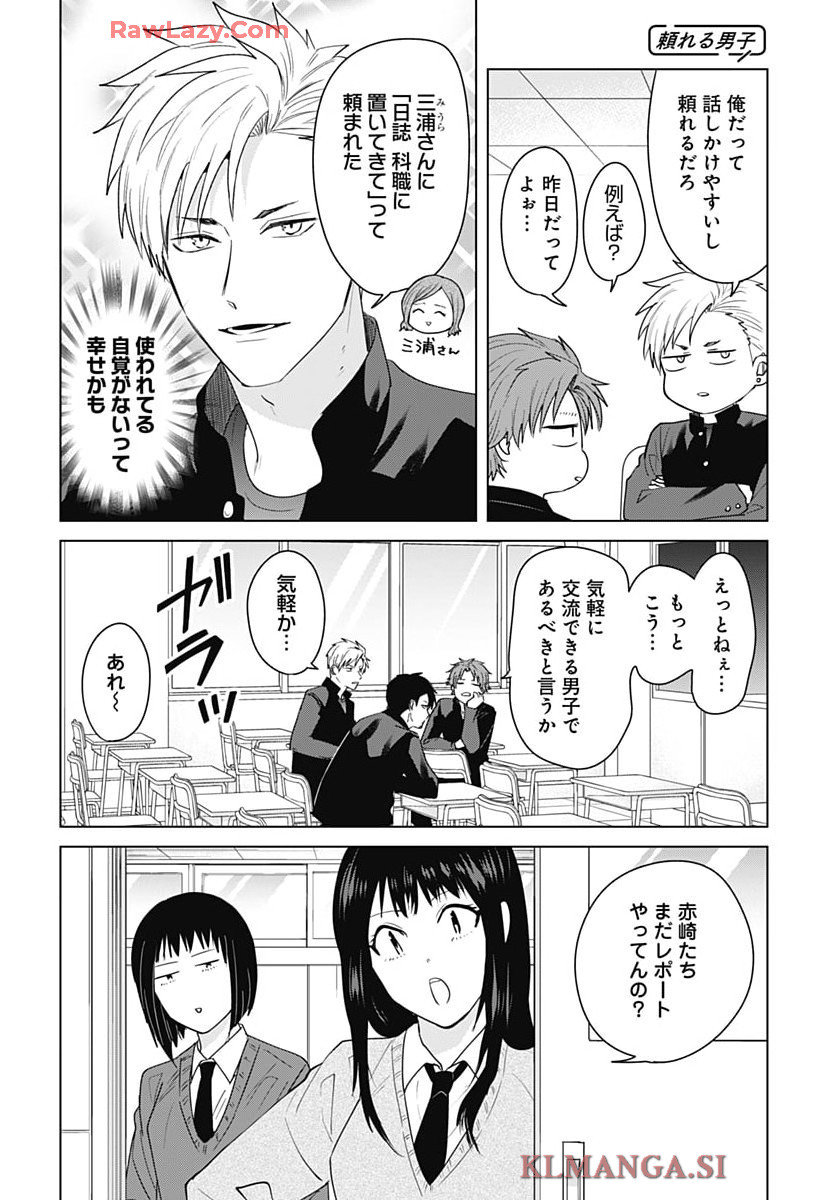 頼れる男子
俺だって
話しかけやすいし
頼れるだろ
例えば？
昨日だって
よぉ…
三浦さんに
みうら
「日誌 科職に
置いてきて」って
頼まれた
三浦さん
使われてる
自覚がないって
幸せかも
RawLazy.Com
えっとねぇ…
もっと
こう…
気軽に
交流できる男子で
あるべきと言うか
気軽か…
ガラッ
あれ～
赤崎たち
まだレポート
やってんの？
KLMANGA.SI